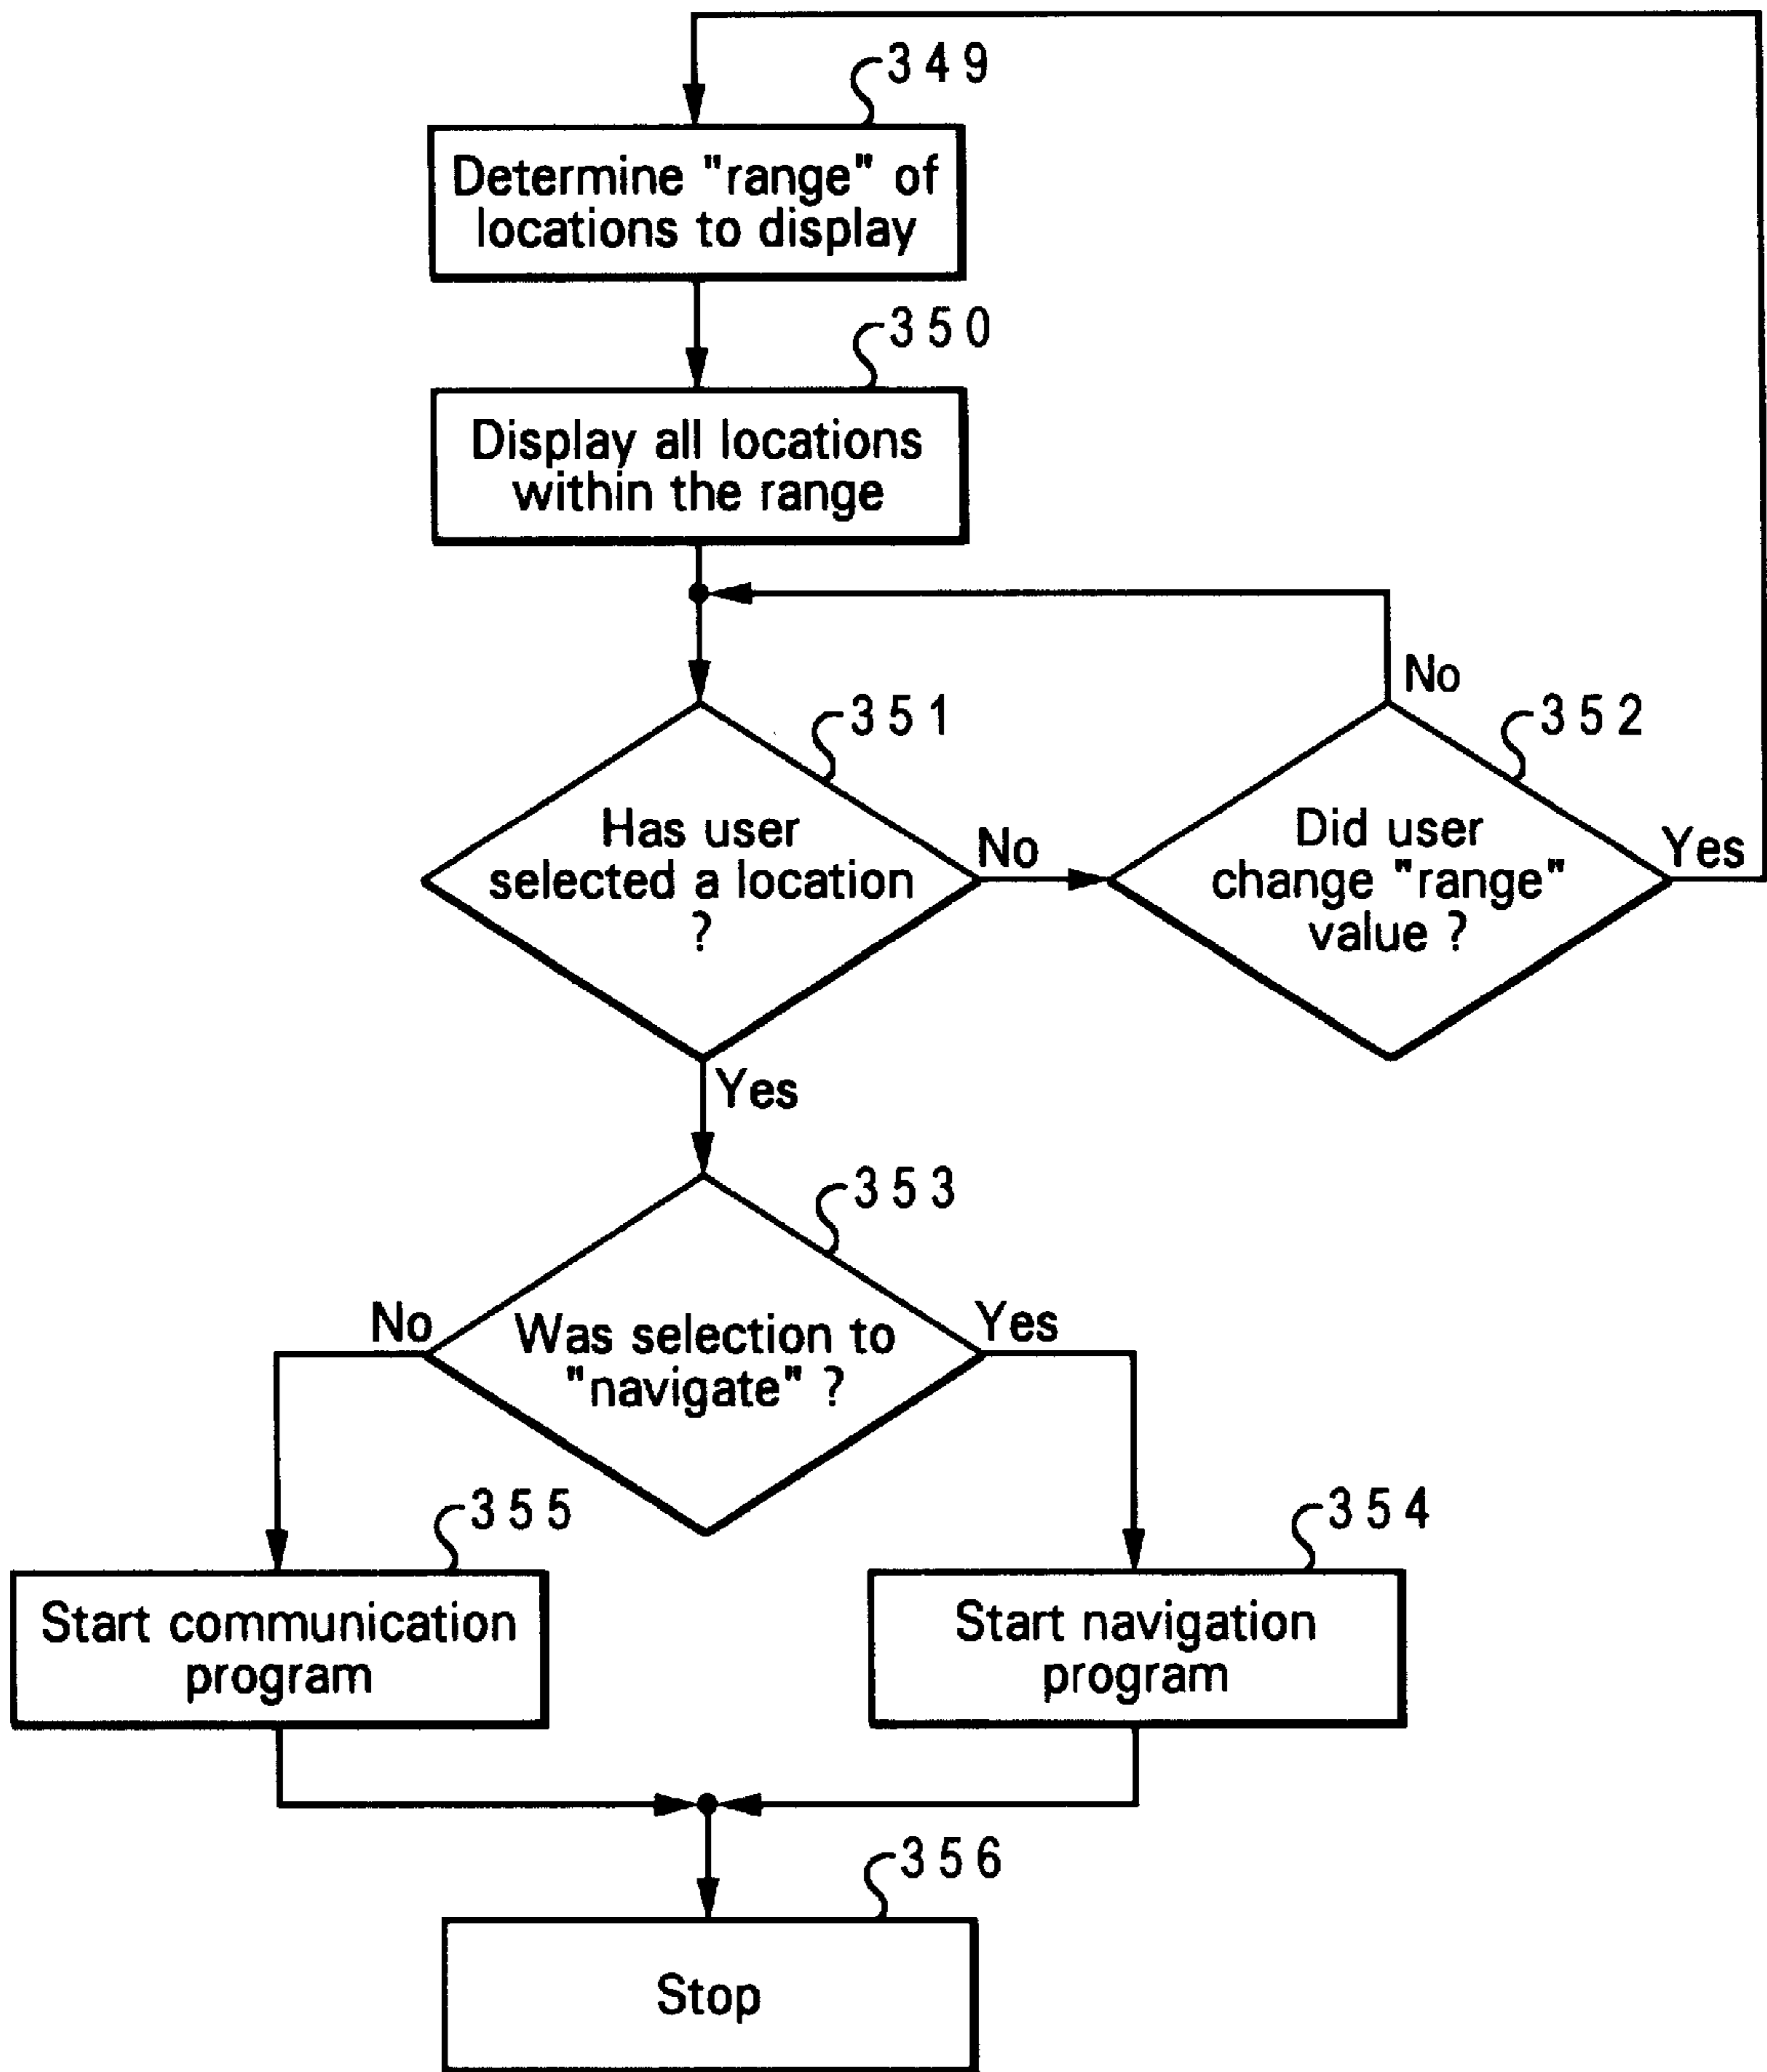 349
Determine "range" of
locations to display
350
Display all locations
within the range
No
351
352
Has user
selected a location
?
No
Did user
change "range"
value ?
Yes
Yes
353
No
Was selection to
"navigate" ?
Yes
355
354
Start communication
program
Start navigation
program
356
Stop